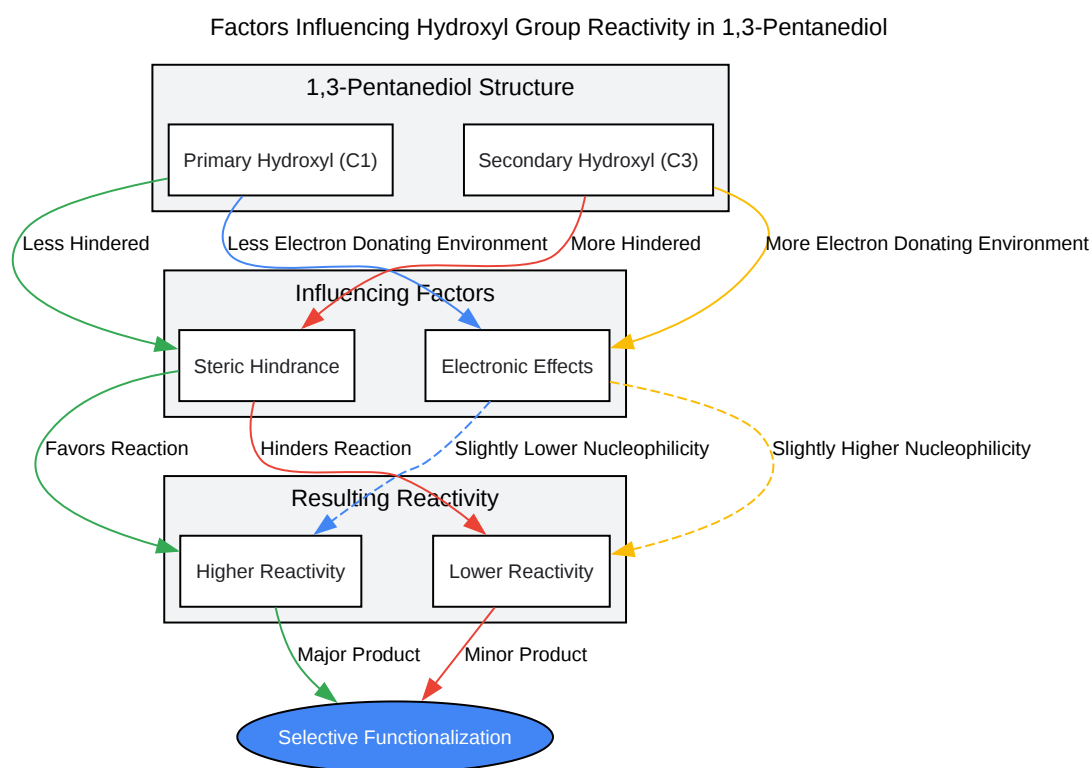 Factors Influencing Hydroxyl Group Reactivity in 1,3-Pentanediol
1,3-Pentanediol Structure
Primary Hydroxyl (C1)
Secondary Hydroxyl (C3)
Less Hindered
Less Electron Donating Environment
More Hindered
More Electron Donating Environment
Influencing Factors
Steric Hindrance
Electronic Effects
Favors Reaction
Hinders Reaction
Slightly Lower Nucleophilicity
Slightly Higher Nucleophilicity
Resulting Reactivity
Higher Reactivity
Lower Reactivity
Major Product
Minor Product
Selective Functionalization